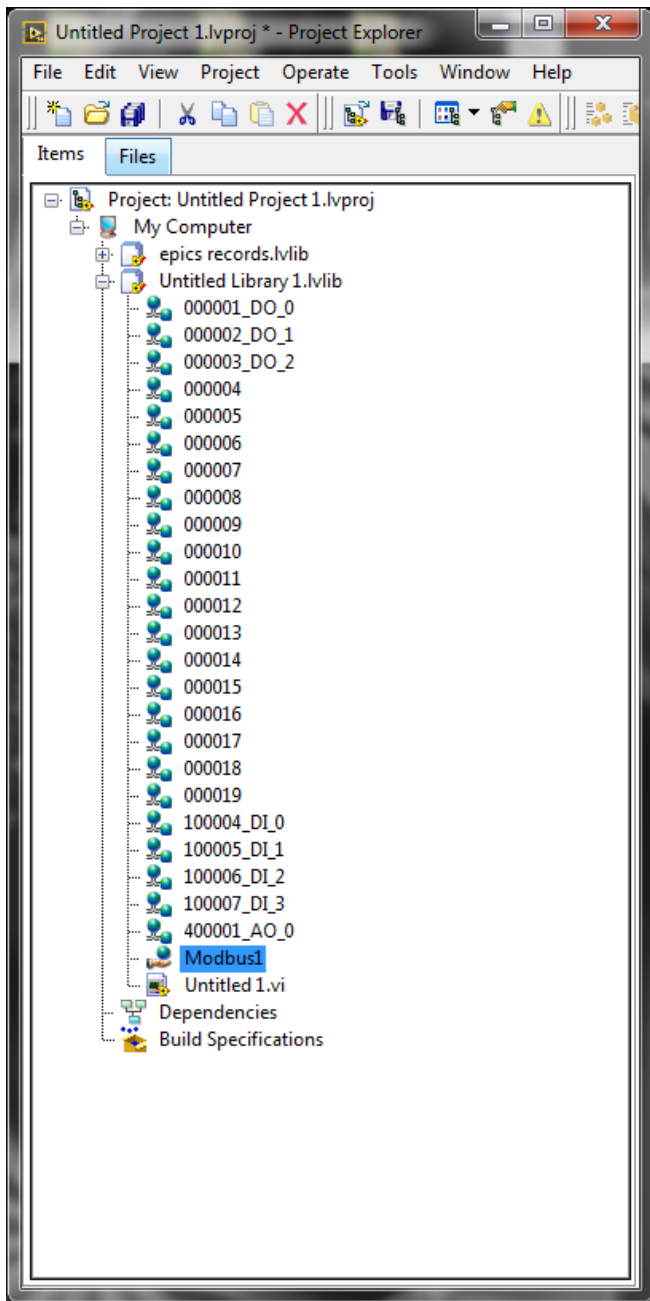 Untitled Project 1.lvproj * - Project Explorer
File Edit View Project Operate Tools Window Help
Items Files
Project: Untitled Project 1.lvproj
My Computer
epics records.lvlib
Untitled Library 1.lvlib
000001_DO_0
000002_DO_1
000003_DO_2
000004
000005
000006
000007
000008
000009
000010
000011
000012
000013
000014
000015
000016
000017
000018
000019
100004_DI_0
100005_DI_1
100006_DI_2
100007_DI_3
400001_AO_0
Modbus1
Untitled 1.vi
Dependencies
Build Specifications